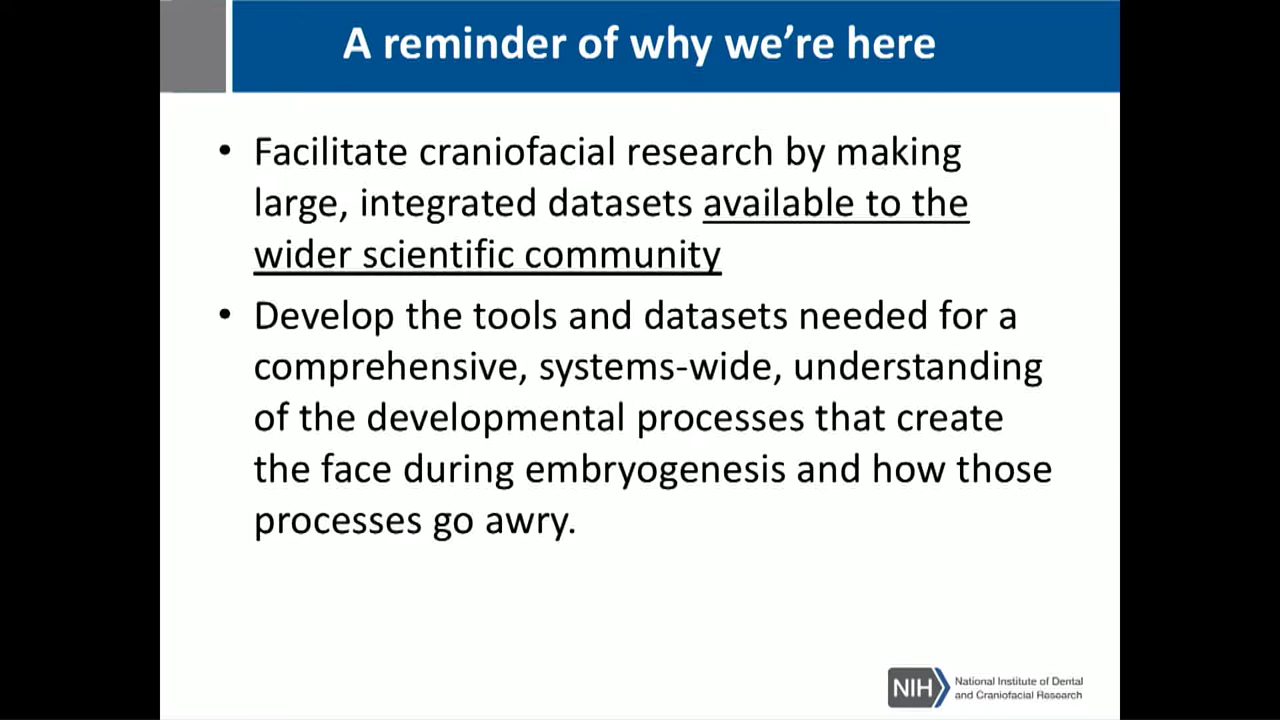 A reminder of why we’re here
• Facilitate craniofacial research by making
large, integrated datasets available to the
wider scientific community
• Develop the tools and datasets needed for a
comprehensive, systems-wide, understanding
of the developmental processes that create
the face during embryogenesis and how those
processes go awry.
NIH
National Institute of Dental
and Craniofacial Research